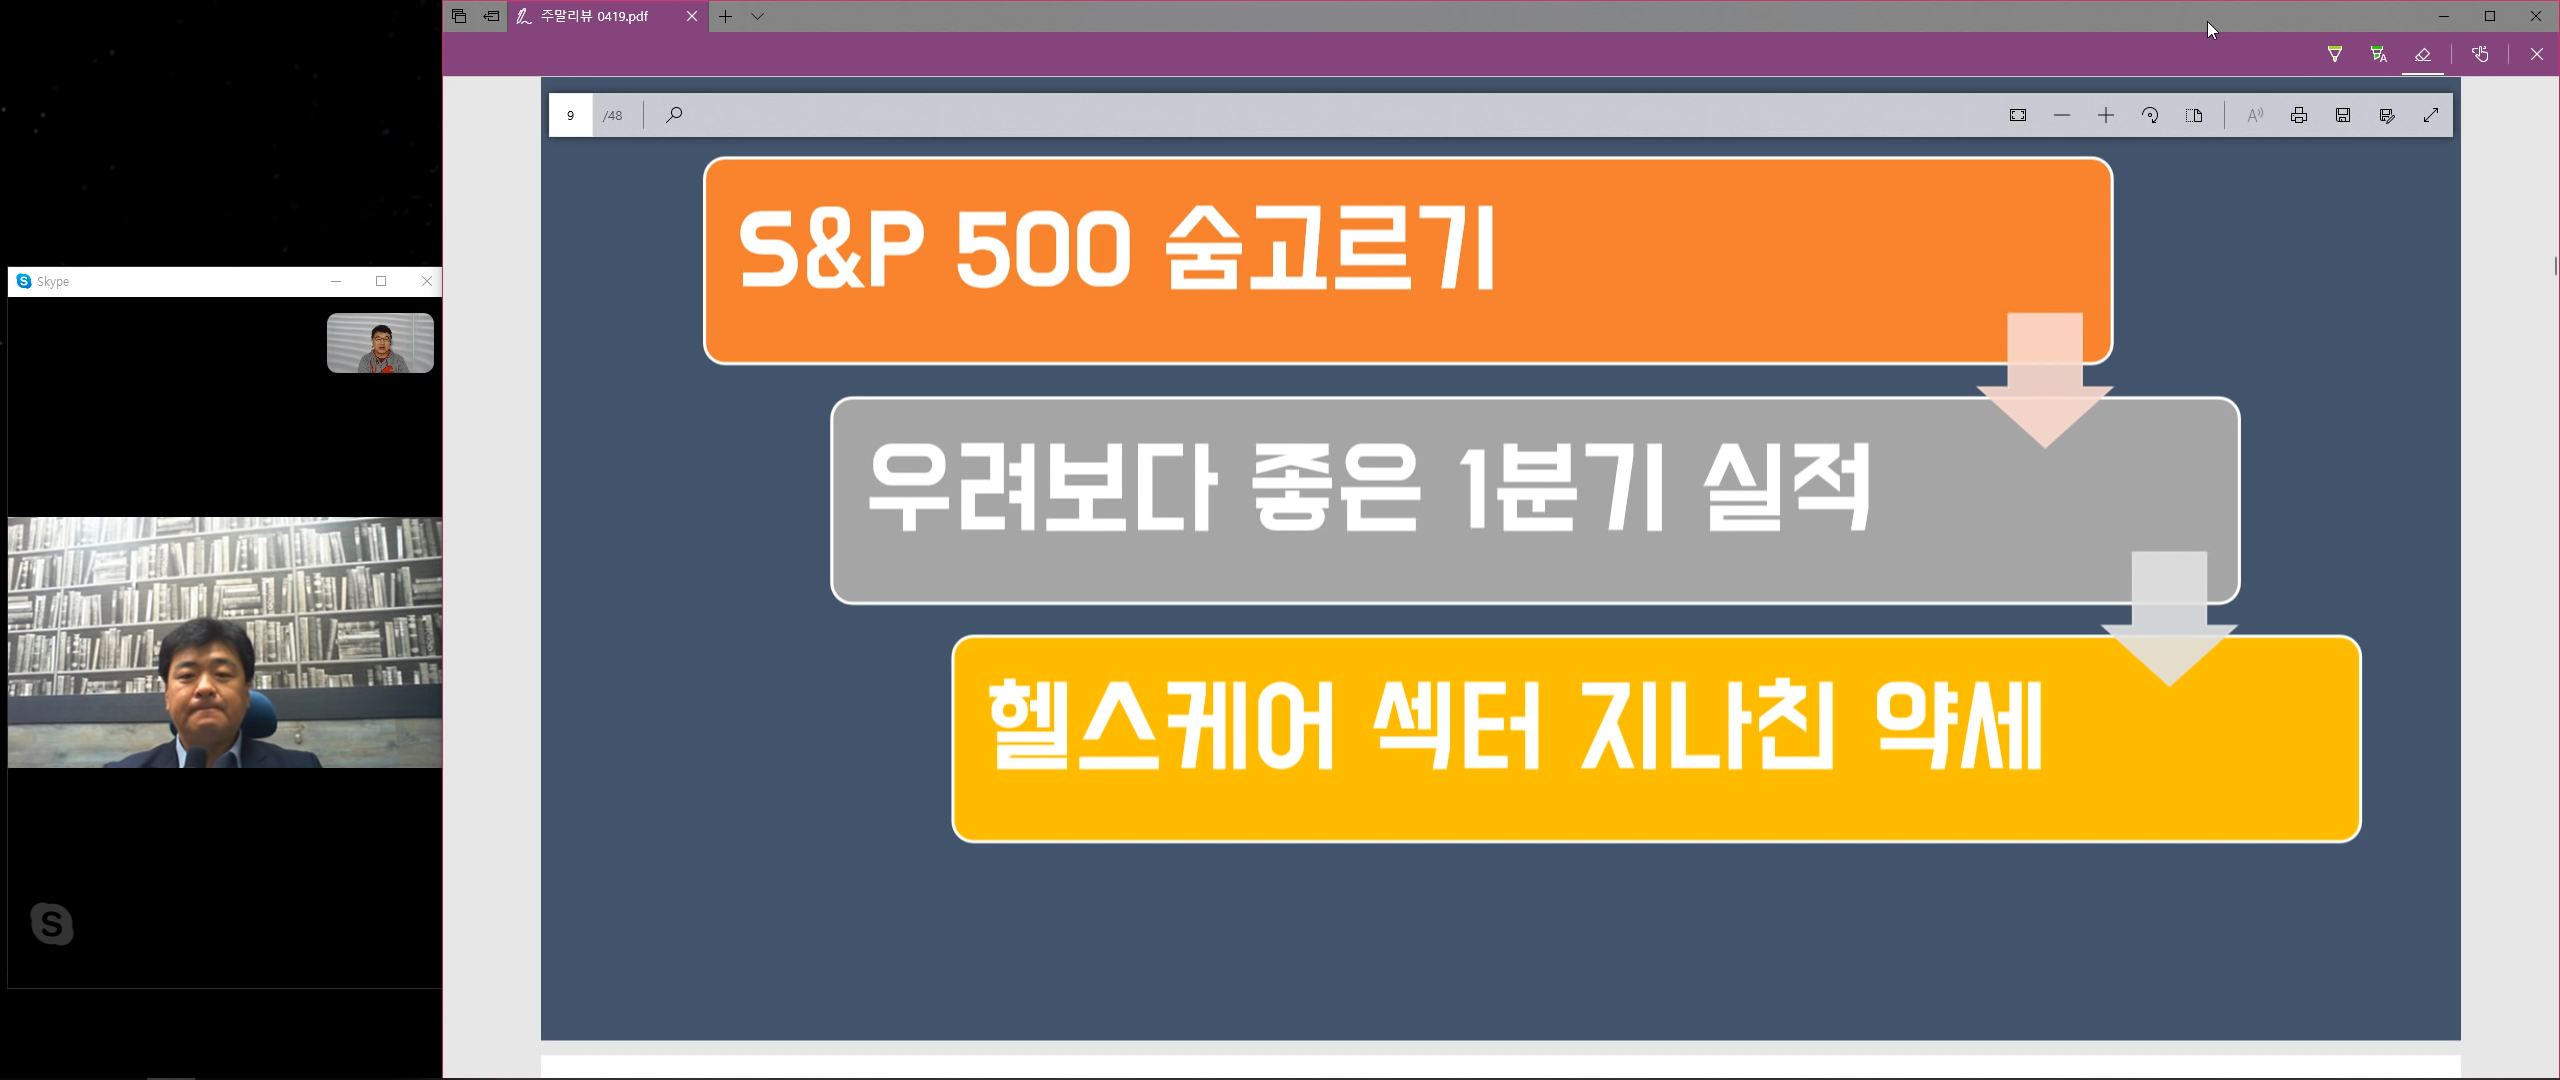 주말리뷰 0419.pdf
9 /48
Skype
S&P 500 숨고르기
우려보다 좋은 1분기 실적
헬스케어 섹터 지나친 약세